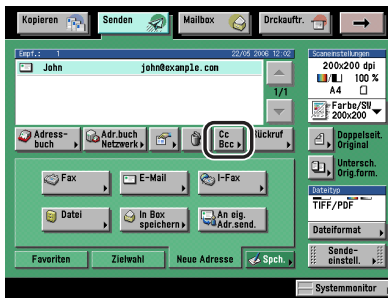 Kopieren
Senden
Mailbox
Drckauftr.
Empf.: 1
22/05 2006 12:02
John
john@example.com
1/1
Adress-
buch
Adr.buch
Netzwerk
Cc
Bcc
Rückruf
Fax
E-Mail
I-Fax
Datei
In Box
speichern
An eig.
Adr.send.
Favoriten
Zielwahl
Neue Adresse
Spch.
Scaneinstellungen
200x200 dpi
100 %
A4
Farbe/SW
200x200
Doppelseit.
Original
Untersch.
Orig.form.
Dateityp
TIFF/PDF
Dateiformat
Sende-
einstell.
Systemmonitor